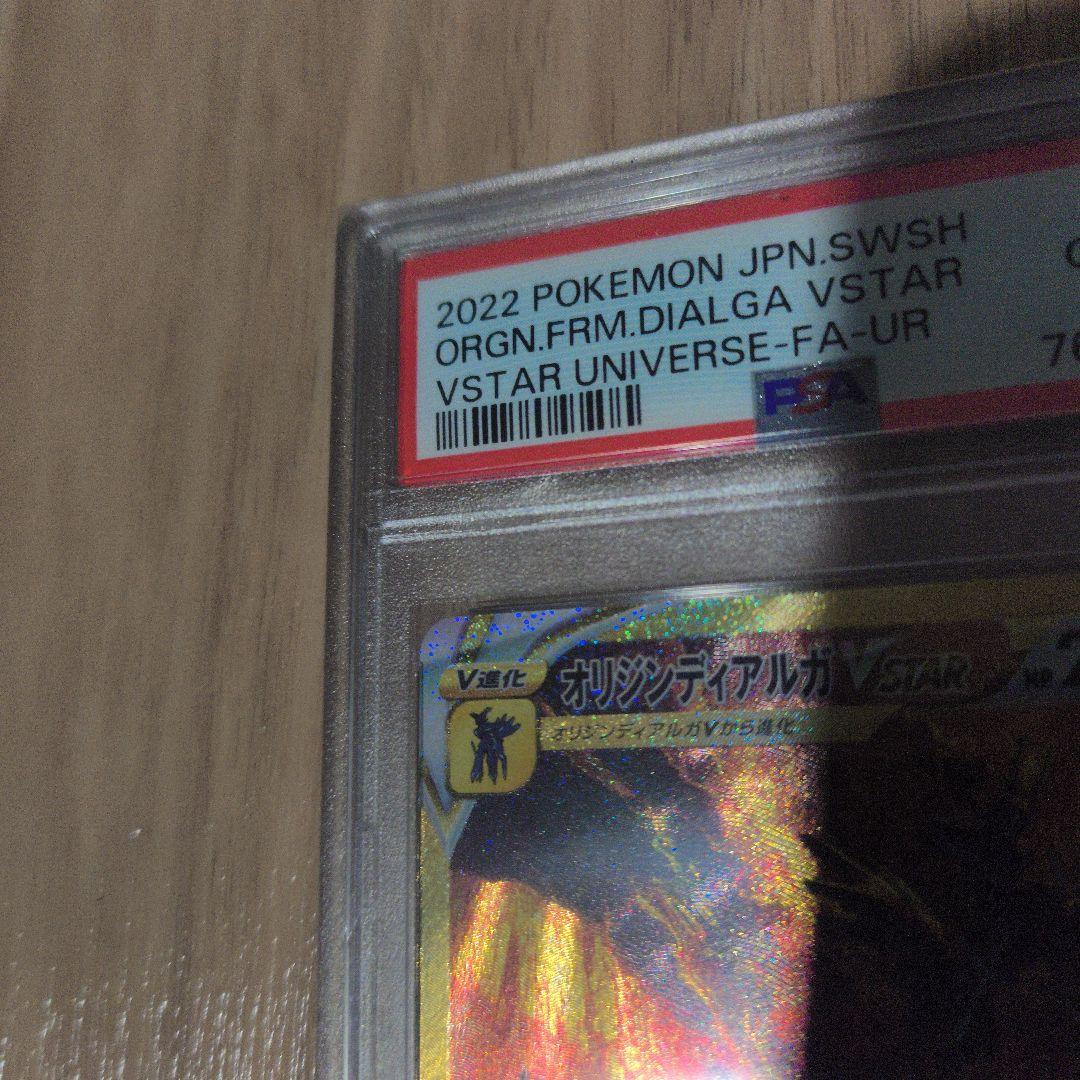 2022 POKEMON JPN.SWSH
ORGN.FRM.DIALGA VSTAR
VSTAR UNIVERSE-FA-UR
PSA
V進化
オリジンディアルガ VSTAR
オリジンディアルガVから進化